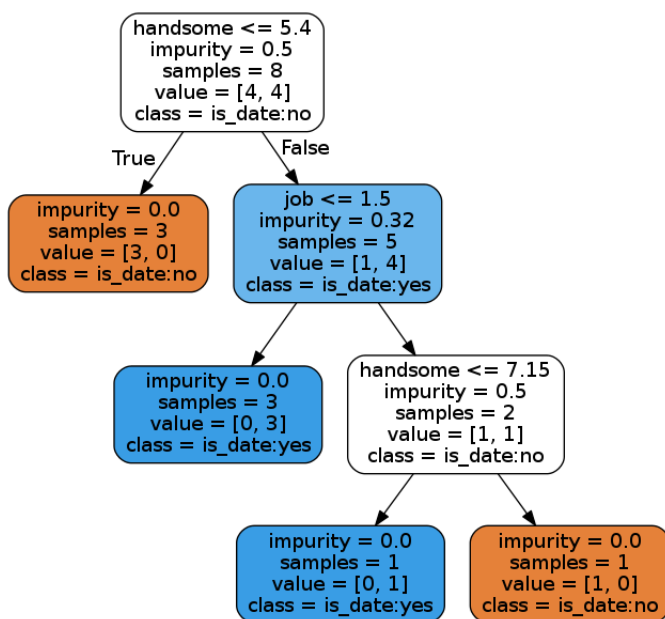 handsome <= 5.4
impurity = 0.5
samples = 8
value = [4, 4]
class = is_date:no
True
False
impurity = 0.0
samples = 3
value = [3, 0]
class = is_date:no
job <= 1.5
impurity = 0.32
samples = 5
value = [1, 4]
class = is_date:yes
impurity = 0.0
samples = 3
value = [0, 3]
class = is_date:yes
handsome <= 7.15
impurity = 0.5
samples = 2
value = [1, 1]
class = is_date:no
impurity = 0.0
samples = 1
value = [0, 1]
class = is_date:yes
impurity = 0.0
samples = 1
value = [1, 0]
class = is_date:no